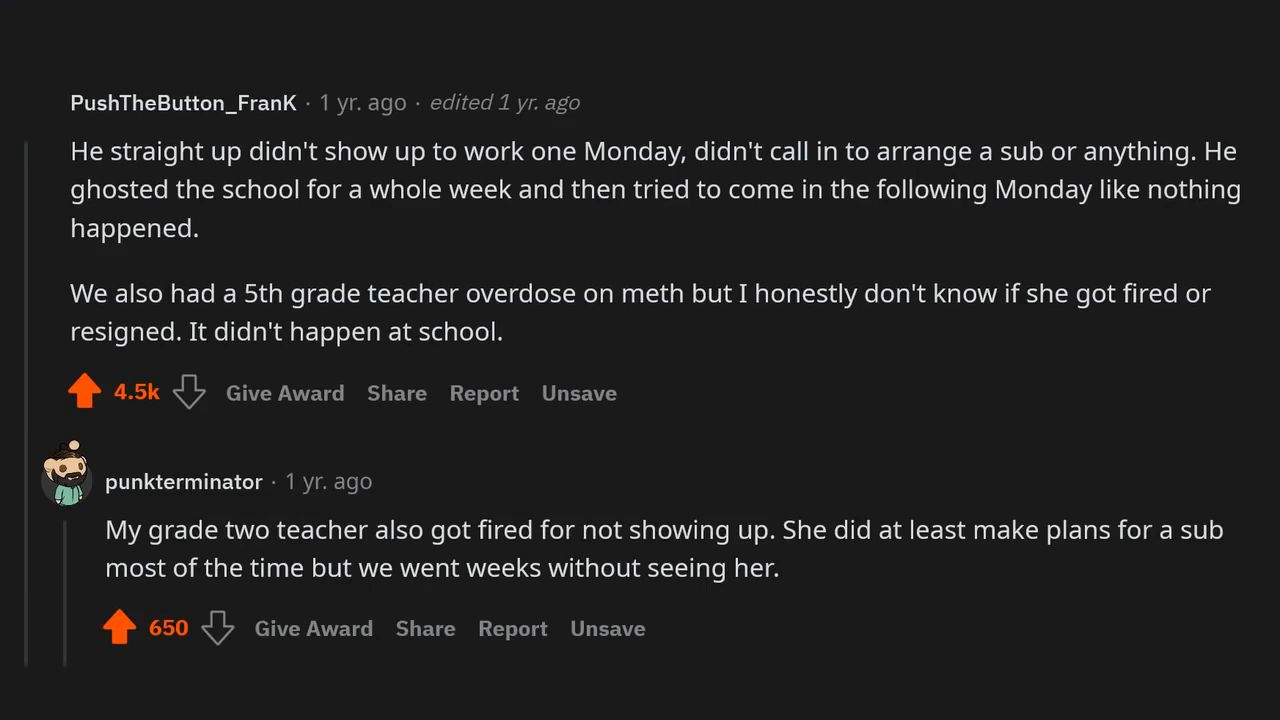 PushTheButton_FranK · 1 yr. ago · edited 1 yr. ago
He straight up didn't show up to work one Monday, didn't call in to arrange a sub or anything. He
ghosted the school for a whole week and then tried to come in the following Monday like nothing
happened.
We also had a 5th grade teacher overdose on meth but I honestly don't know if she got fired or
resigned. It didn't happen at school.
4.5k Give Award Share Report Unsave
punkterminator · 1 yr. ago
My grade two teacher also got fired for not showing up. She did at least make plans for a sub
most of the time but we went weeks without seeing her.
650 Give Award Share Report Unsave